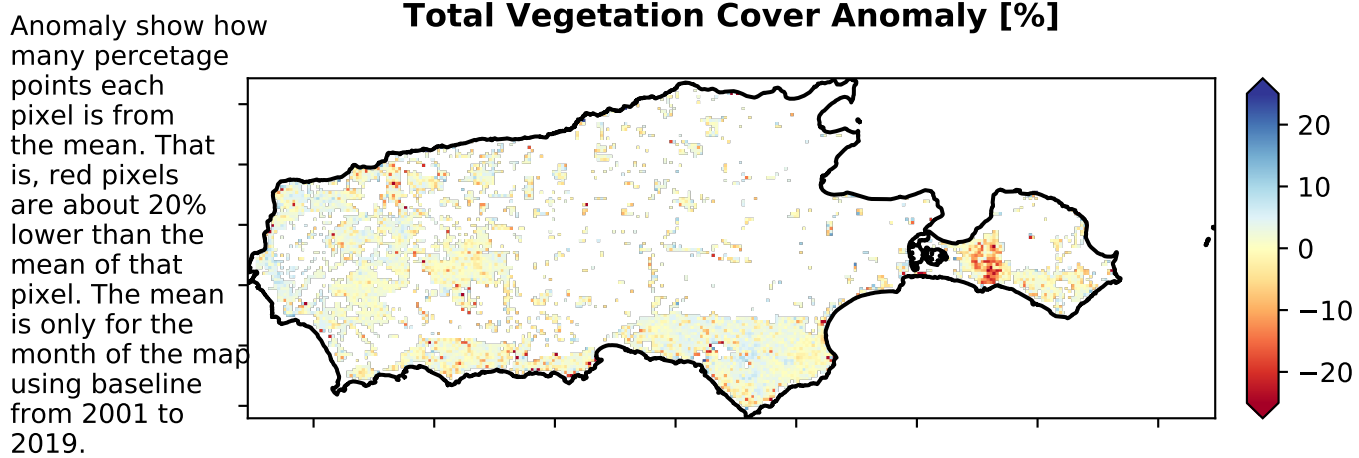 Total Vegetation Cover Anomaly [%]
Anomaly show how
many percetage
points each
pixel is from
the mean. That
is, red pixels
are about 20%
lower than the
mean of that
pixel. The mean
is only for the
month of the map
using baseline
from 2001 to
2019.
20
10
0
−10
−20